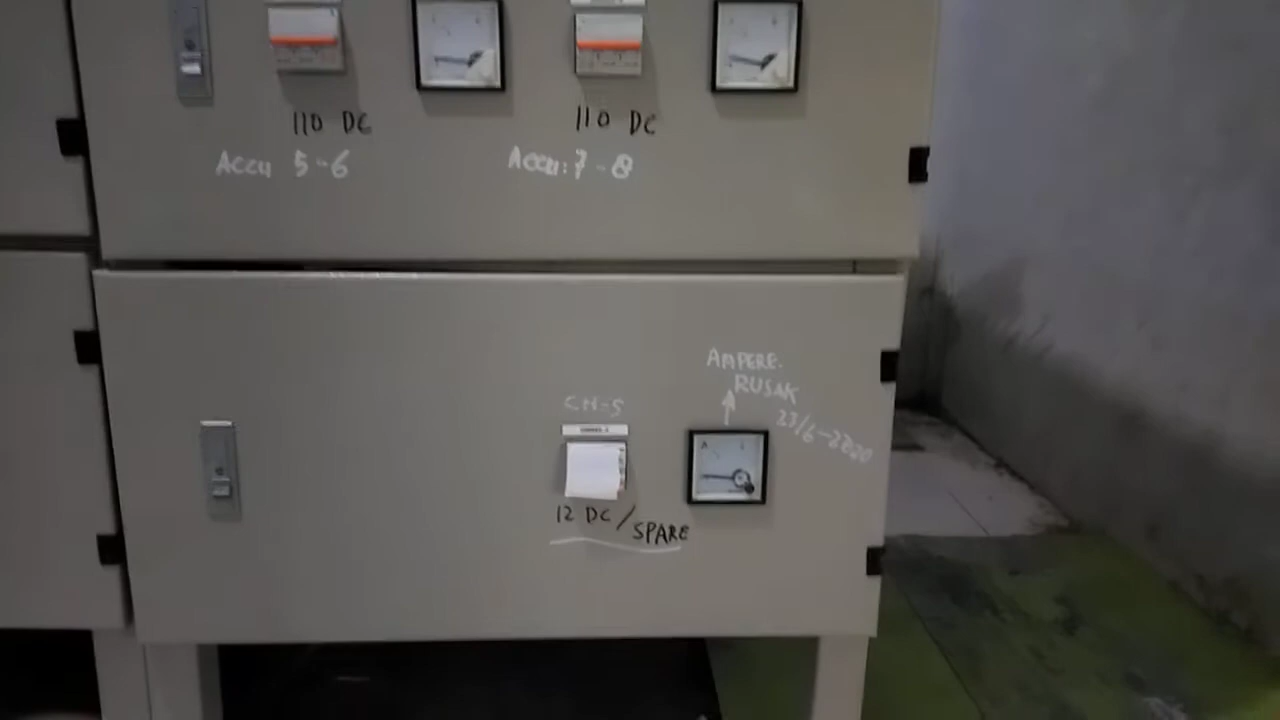 110 DC
110 DC
Accu 5-6
Accu: 7-8
AMPERE.
RUSAK
23/6-2020
CH-5
12 DC / SPARE